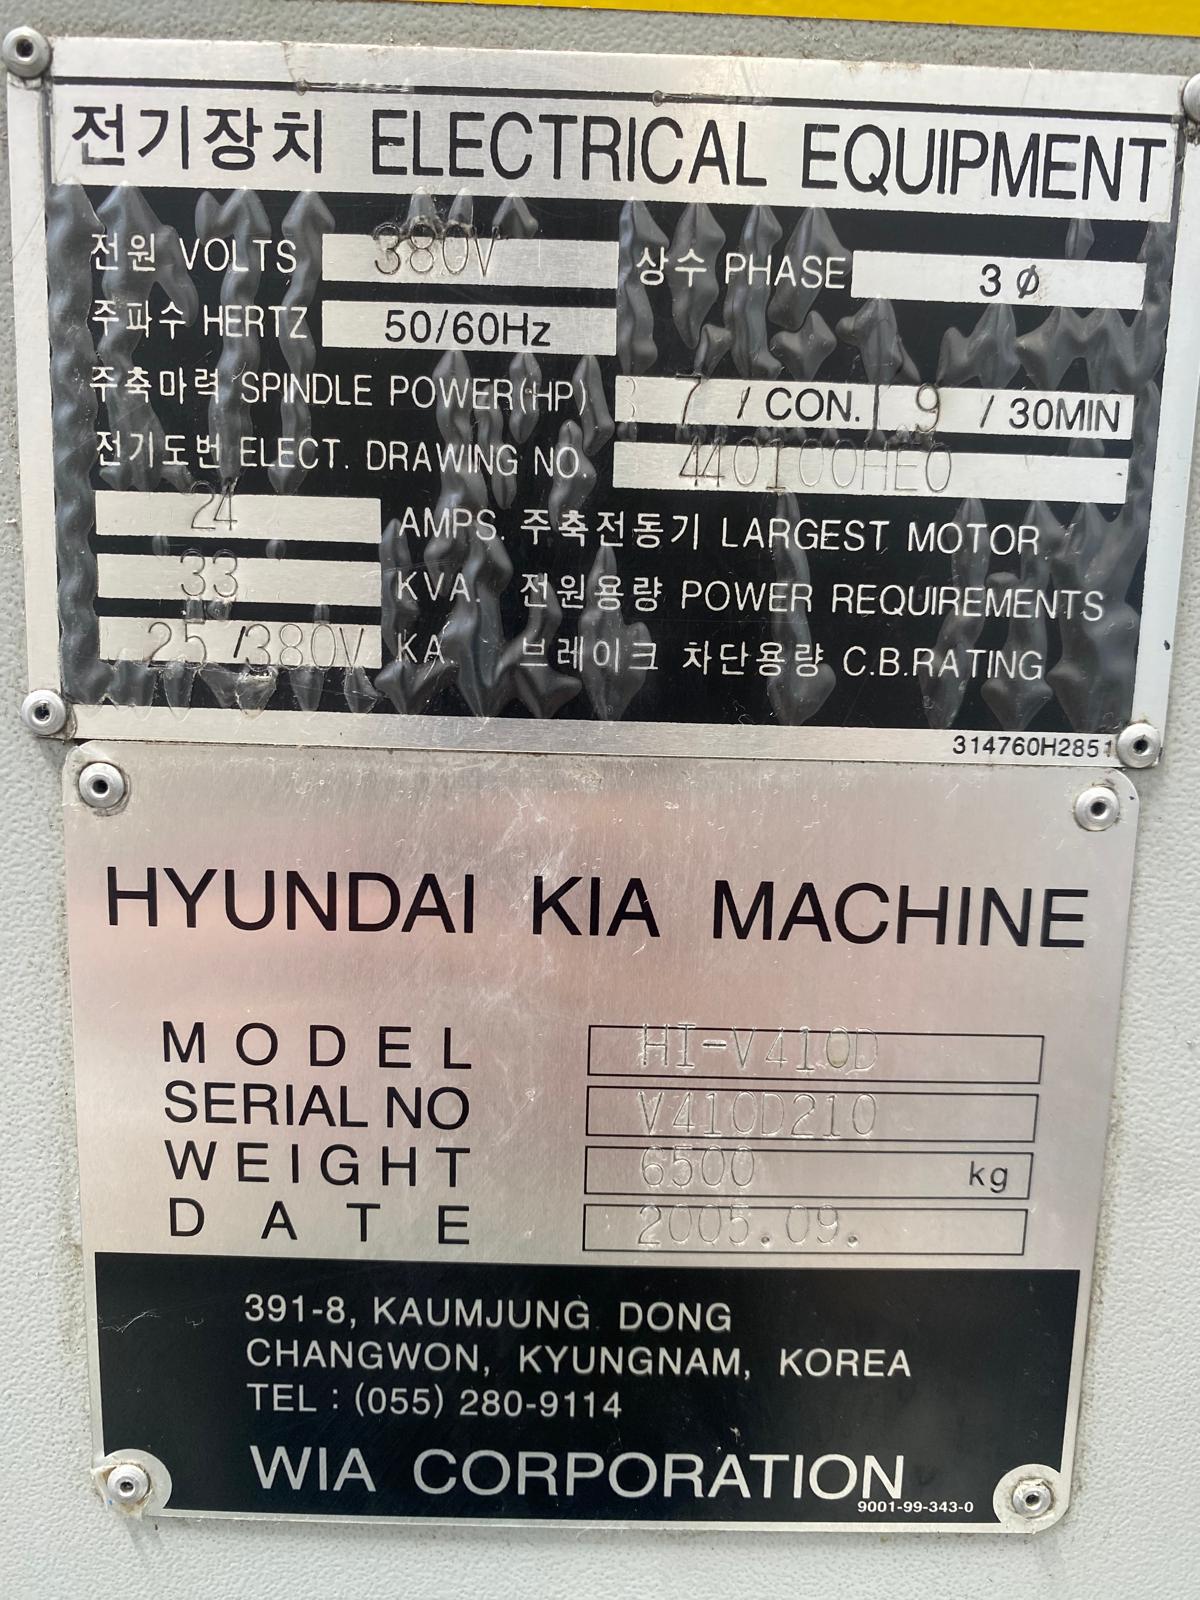 전기장치 ELECTRICAL EQUIPMENT
전원 VOLTS 380V 상수 PHASE 3 Ø
주파수 HERTZ 50/60Hz
주축마력 SPINDLE POWER(HP) 7 / CON. 9 / 30MIN
전기도번 ELECT. DRAWING NO. 440100HE0
24 AMPS. 주축전동기 LARGEST MOTOR
33 KVA. 전원용량 POWER REQUIREMENTS
25/380V KA. 브레이크 차단용량 C.B.RATING
314760H2851
HYUNDAI KIA MACHINE
MODEL HI-V410D
SERIAL NO V410D210
WEIGHT 6500 kg
DATE 2005.09.
391-8, KAUMJUNG DONG
CHANGWON, KYUNGNAM, KOREA
TEL : (055) 280-9114
WIA CORPORATION
9001-99-343-0